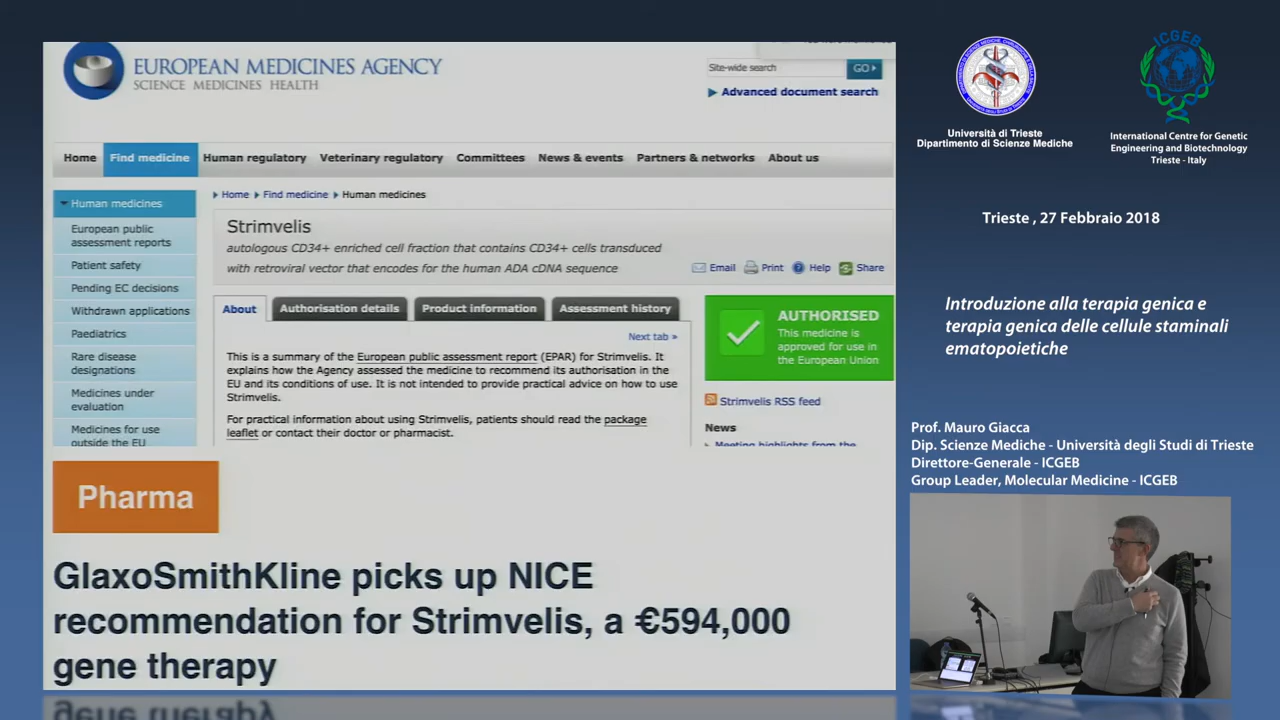 EUROPEAN MEDICINES AGENCY
SCIENCE MEDICINES HEALTH
Site-wide search
GO
Advanced document search
Home
Find medicine
Human regulatory
Veterinary regulatory
Committees
News & events
Partners & networks
About us
Human medicines
European public
assessment reports
Patient safety
Pending EC decisions
Withdrawn applications
Paediatrics
Rare disease
designations
Medicines under
evaluation
Medicines for use
outside the EU
Home Find medicine Human medicines
Strimvelis
autologous CD34+ enriched cell fraction that contains CD34+ cells transduced
with retroviral vector that encodes for the human ADA cDNA sequence
Email Print Help Share
About
Authorisation details
Product information
Assessment history
Next tab »
This is a summary of the European public assessment report (EPAR) for Strimvelis. It
explains how the Agency assessed the medicine to recommend its authorisation in the
EU and its conditions of use. It is not intended to provide practical advice on how to use
Strimvelis.
For practical information about using Strimvelis, patients should read the package
leaflet or contact their doctor or pharmacist.
AUTHORISED
This medicine is
approved for use in
the European Union
Strimvelis RSS feed
News
Meeting highlights from the
Pharma
GlaxoSmithKline picks up NICE
recommendation for Strimvelis, a €594,000
gene therapy
Università di Trieste
Dipartimento di Scienze Mediche
ICGEB
International Centre for Genetic
Engineering and Biotechnology
Trieste - Italy
Trieste , 27 Febbraio 2018
Introduzione alla terapia genica e
terapia genica delle cellule staminali
ematopoietiche
Prof. Mauro Giacca
Dip. Scienze Mediche - Università degli Studi di Trieste
Direttore-Generale - ICGEB
Group Leader, Molecular Medicine - ICGEB